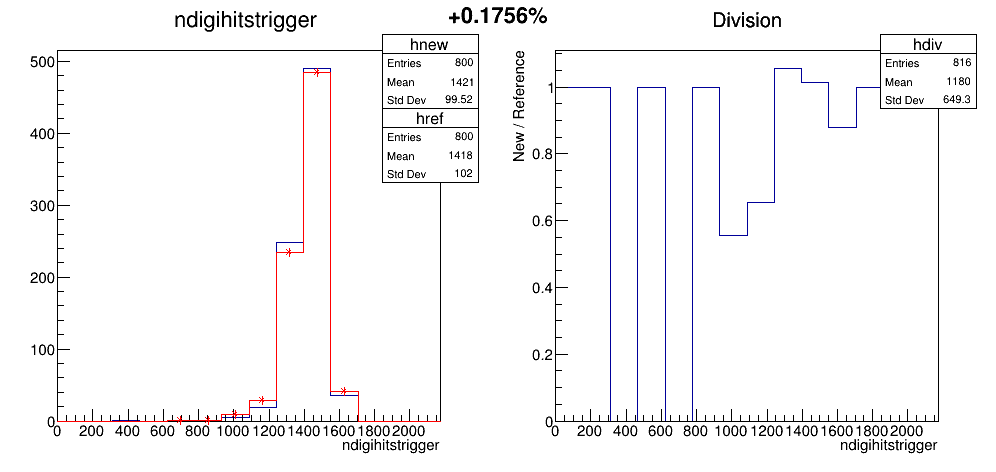 +0.1756%
ndigihitstrigger
hnew
Entries 800
Mean 1421
Std Dev 99.52
href
Entries 800
Mean 1418
Std Dev 102
500
400
300
200
100
0
0 200 400 600 800 1000 1200 1400 1600 1800 2000
ndigihitstrigger
Division
hdiv
Entries 816
Mean 1180
Std Dev 649.3
New / Reference
1
0.8
0.6
0.4
0.2
0
0 200 400 600 800 1000 1200 1400 1600 1800 2000
ndigihitstrigger